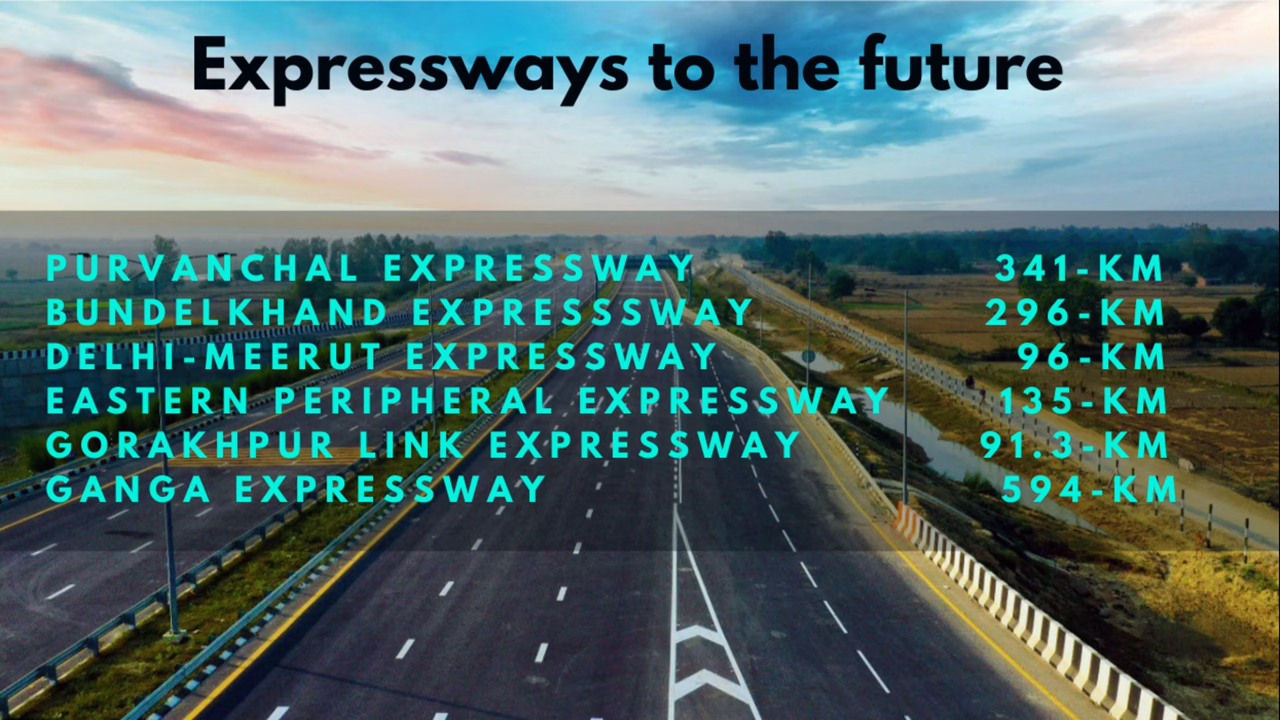 Expressways to the future
PURVANCHAL EXPRESSWAY 341-KM
BUNDELKHAND EXPRESSSWAY 296-KM
DELHI-MEERUT EXPRESSWAY 96-KM
EASTERN PERIPHERAL EXPRESSWAY 135-KM
GORAKHPUR LINK EXPRESSWAY 91.3-KM
GANGA EXPRESSWAY 594-KM